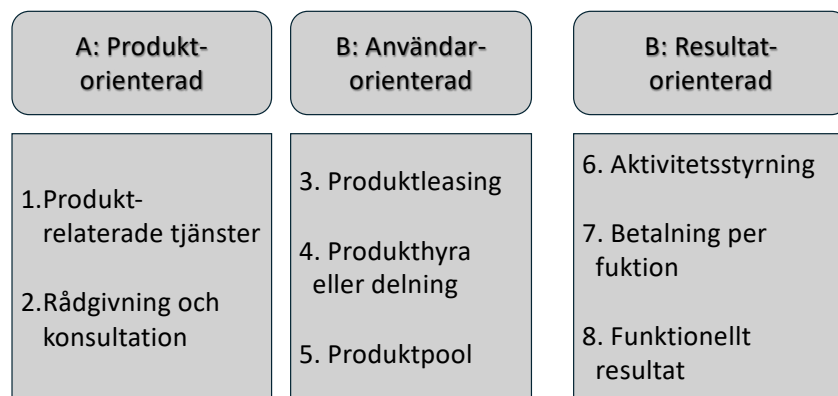 A: Produkt-
orienterad
B: Användar-
orienterad
B: Resultat-
orienterad
1.Produkt-
relaterade tjänster
2.Rådgivning och
konsultation
3. Produktleasing
4. Produkthyra
eller delning
5. Produktpool
6. Aktivitetsstyrning
7. Betalning per
fuktion
8. Funktionellt
resultat